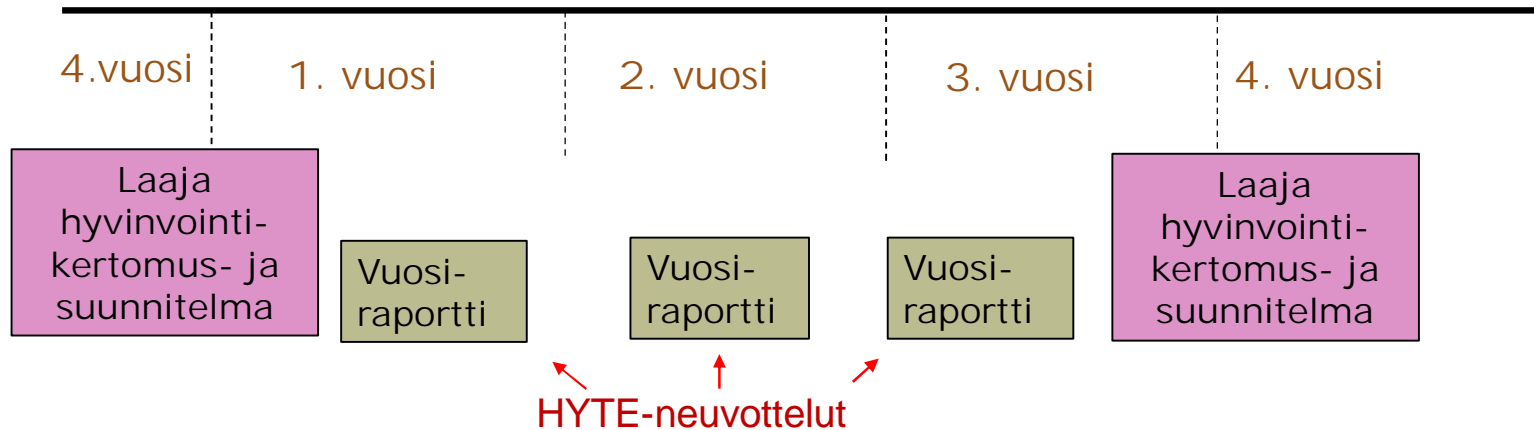 4.vuosi
1. vuosi
2. vuosi
3. vuosi
4. vuosi
Laaja
hyvinvointi-
kertomus- ja
suunnitelma
Vuosi-
raportti
Vuosi-
raportti
Vuosi-
raportti
Laaja
hyvinvointi-
kertomus- ja
suunnitelma
HYTE-neuvottelut